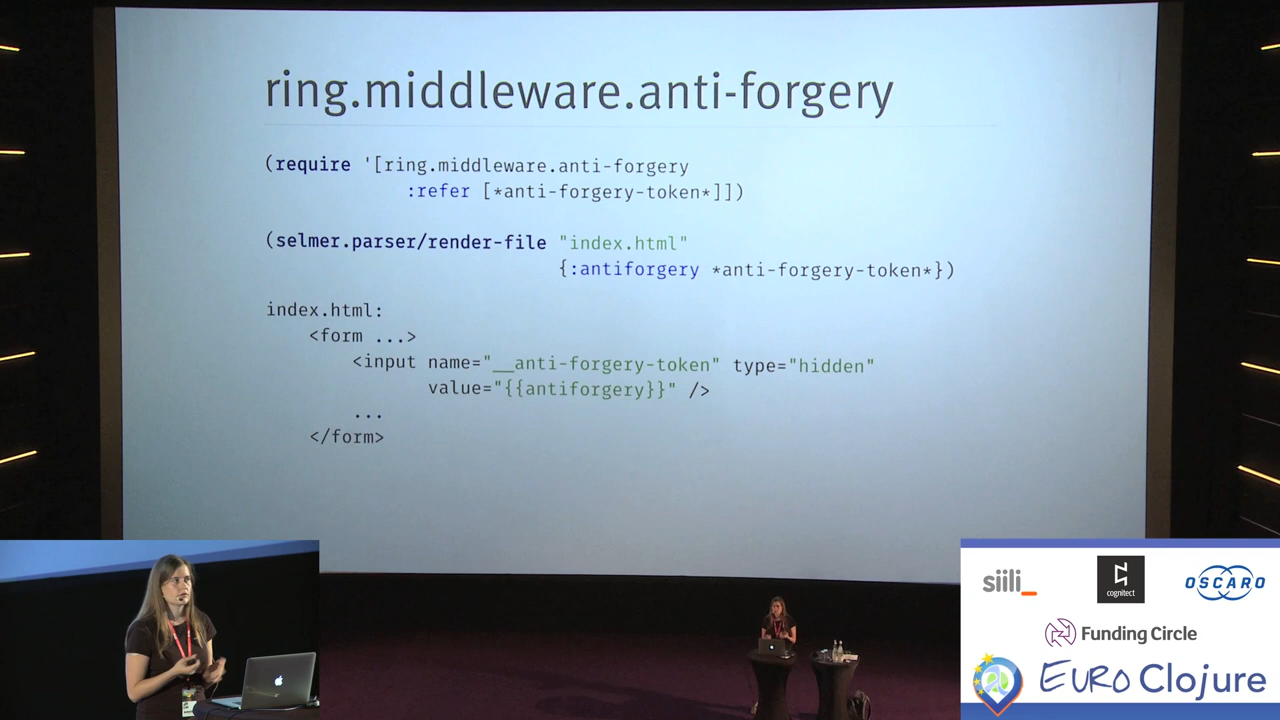 ring.middleware.anti-forgery
(require '[ring.middleware.anti-forgery
:refer [*anti-forgery-token*]])
(selmer.parser/render-file "index.html"
{:antiforgery *anti-forgery-token*})
index.html:
<form ...>
<input name="__anti-forgery-token" type="hidden"
value="{{antiforgery}}" />
...
</form>
siili_
cognitect
OSCARO
Funding Circle
EURO Clojure